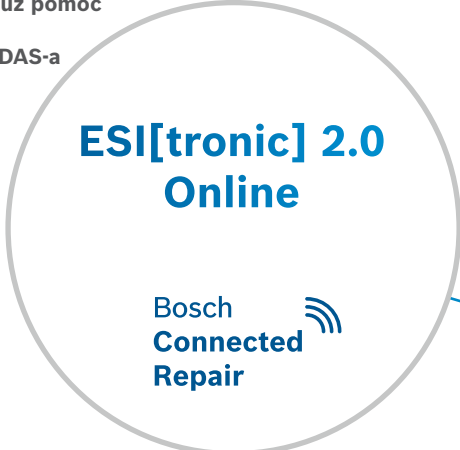 uz pomoć
DAS-a
ESI[tronic] 2.0
Online
Bosch
Connected
Repair